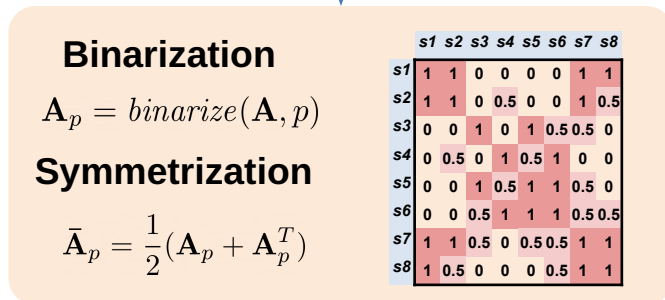 Binarization
𝐀_p = binarize(𝐀, p)
Symmetrization
𝐀̄_p = 1/2(𝐀_p + 𝐀_p^T)
s1 s2 s3 s4 s5 s6 s7 s8
s1 1 1 0 0 0 0 1 1
s2 1 1 0 0.5 0 0 1 0.5
s3 0 0 1 0 1 0.5 0.5 0
s4 0 0.5 0 1 0.5 1 0 0
s5 0 0 1 0.5 1 1 0.5 0
s6 0 0 0.5 1 1 1 0.5 0.5
s7 1 1 0.5 0 0.5 0.5 1 1
s8 1 0.5 0 0 0 0.5 1 1